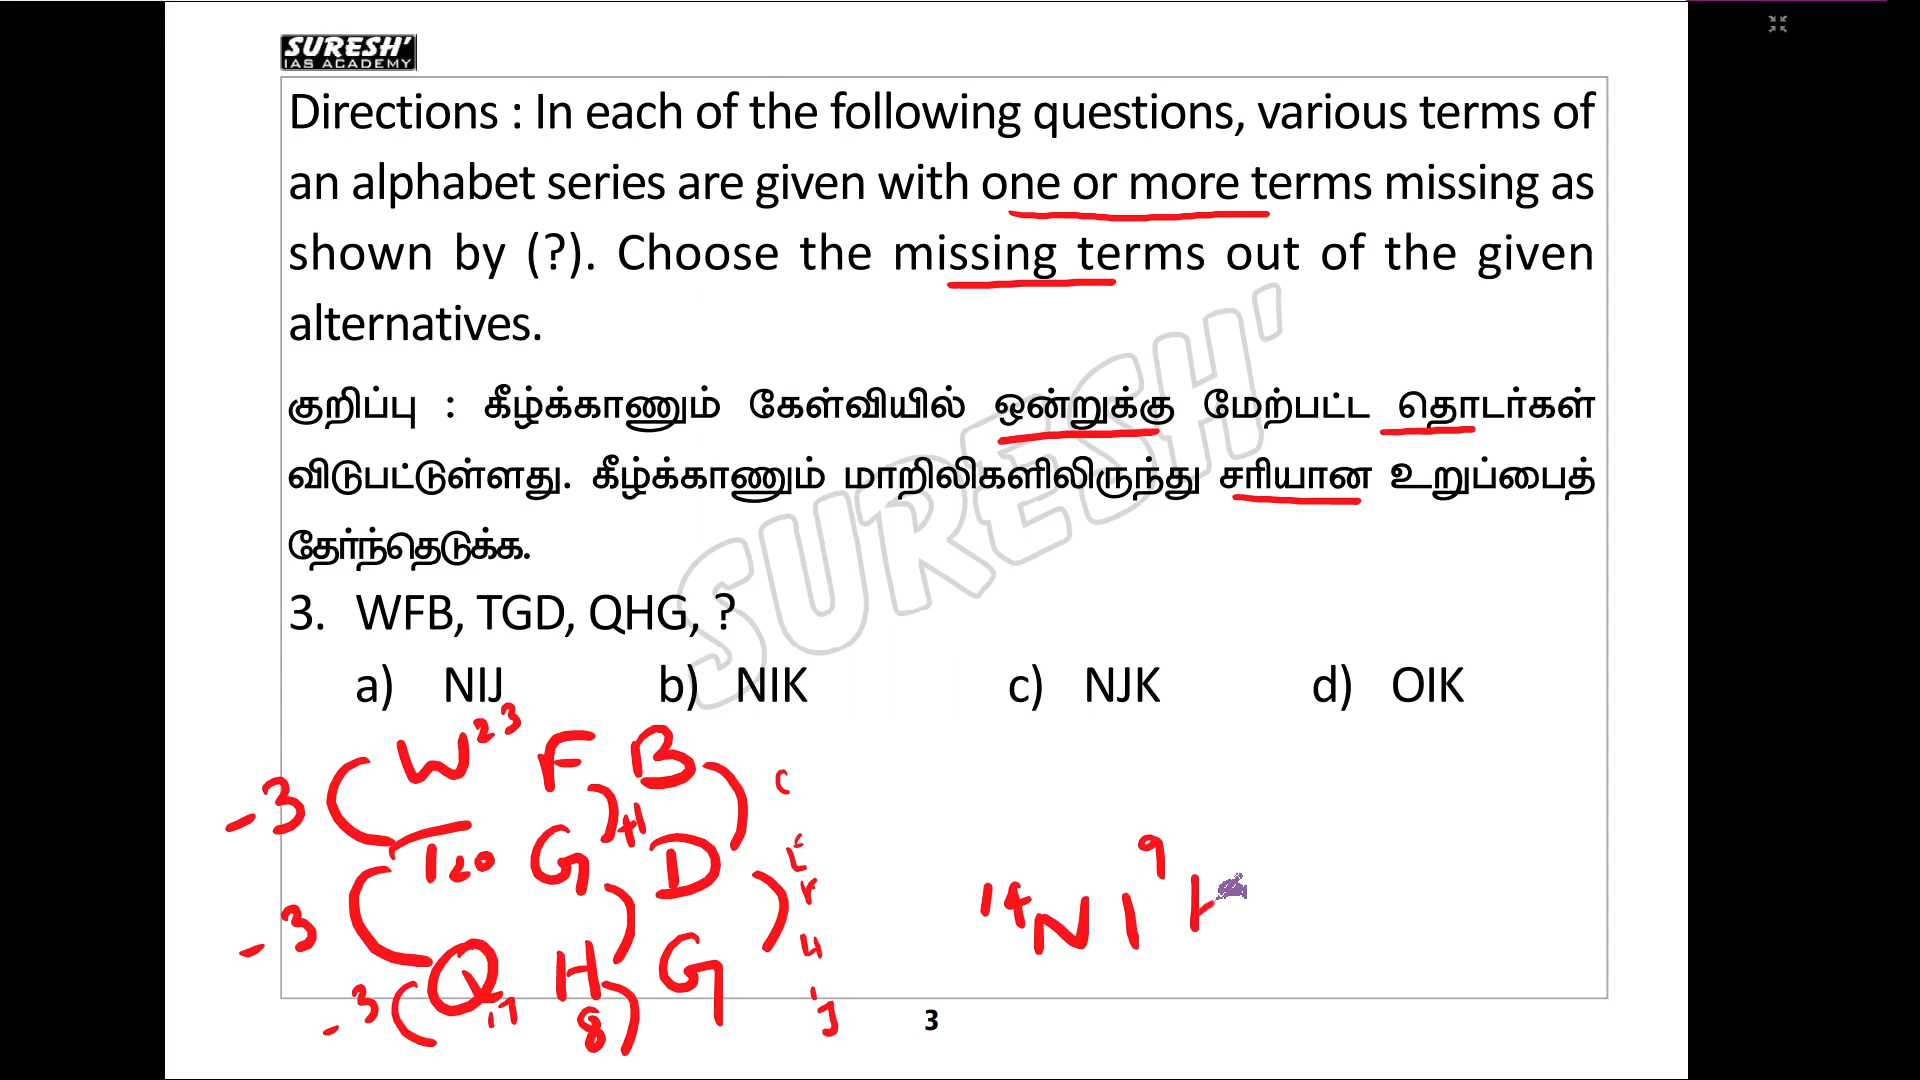 SURESH'
IAS ACADEMY
Directions : In each of the following questions, various terms of
an alphabet series are given with one or more terms missing as
shown by (?). Choose the missing terms out of the given
alternatives.
குறிப்பு : கீழ்க்காணும் கேள்வியில் ஒன்றுக்கு மேற்பட்ட தொடர்கள்
விடுபட்டுள்ளது. கீழ்க்காணும் மாறிலிகளிலிருந்து சரியான உறுப்பைத்
தேர்ந்தெடுக்க.
SURESH'
3. WFB, TGD, QHG, ?
a) NIJ b) NIK c) NJK d) OIK
W 23 F B C
-3 +1
T 20 G D E
F
-3 H
Q 17 H 8 G
-3 I
J
14 N I 9
3